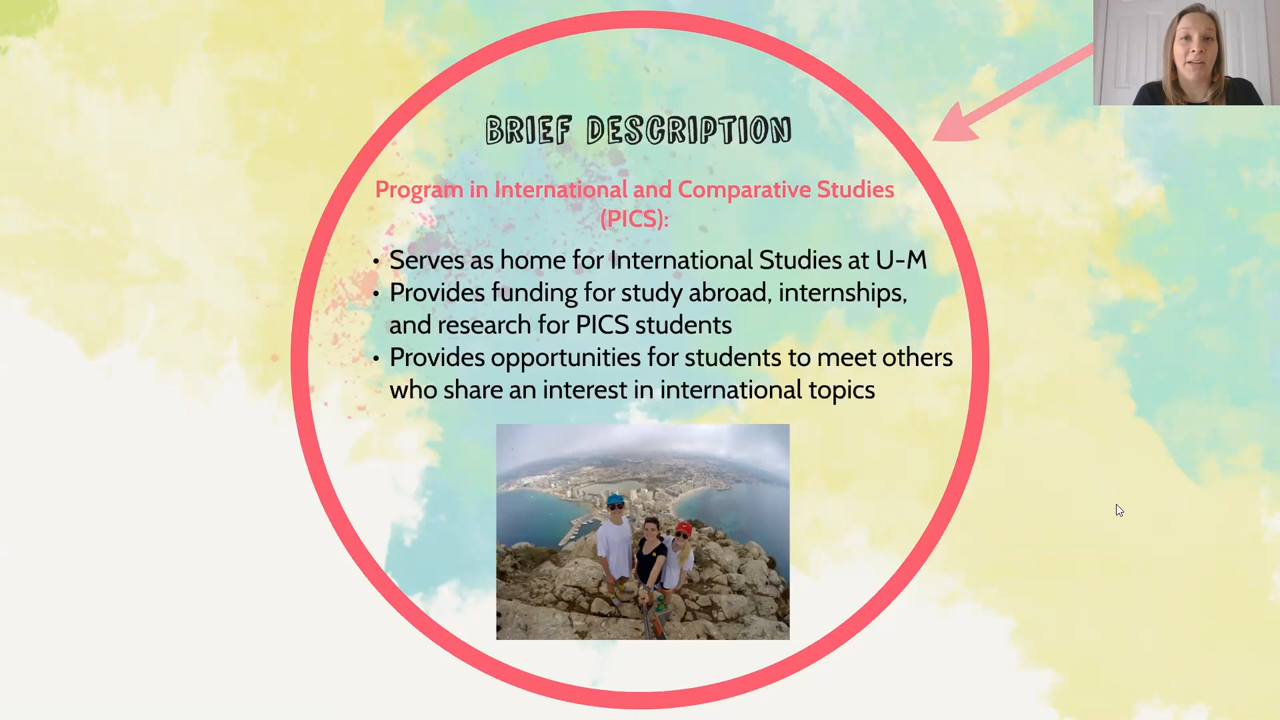 BRIEF DESCRIPTION
Program in International and Comparative Studies
(PICS):
• Serves as home for International Studies at U-M
• Provides funding for study abroad, internships,
and research for PICS students
• Provides opportunities for students to meet others
who share an interest in international topics